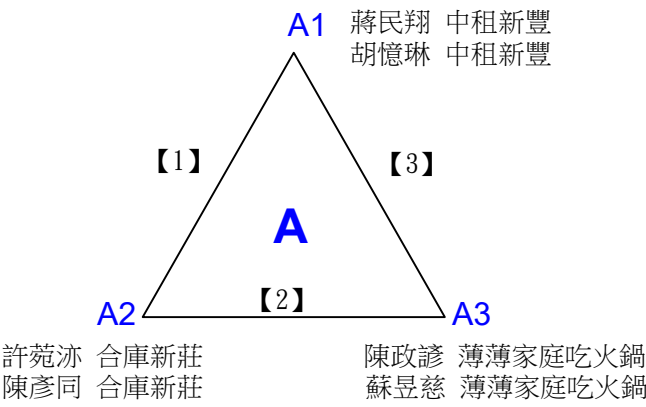 A1
蔣民翔 中租新豐
胡憶琳 中租新豐
【1】
【3】
A
A2
【2】
A3
許菀洂 合庫新莊
陳彥同 合庫新莊
陳政諺 薄薄家庭吃火鍋
蘇昱慈 薄薄家庭吃火鍋